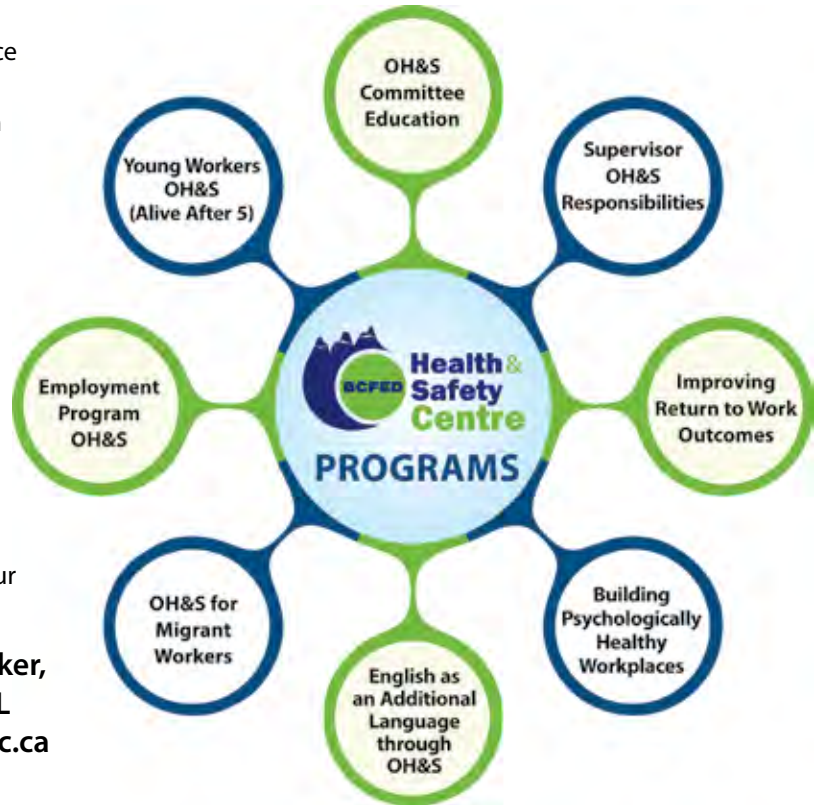 ce
OH&S
Committee
Education
Young Workers
OH&S
(Alive After 5)
Supervisor
OH&S
Responsibilities
Employment
Program
OH&S
BCFED
Health&
Safety
Centre
PROGRAMS
Improving
Return to Work
Outcomes
ur
OH&S for
Migrant
Workers
Building
Psychologically
Healthy
Workplaces
ker,
L
c.ca
English as
an Additional
Language
through
OH&S